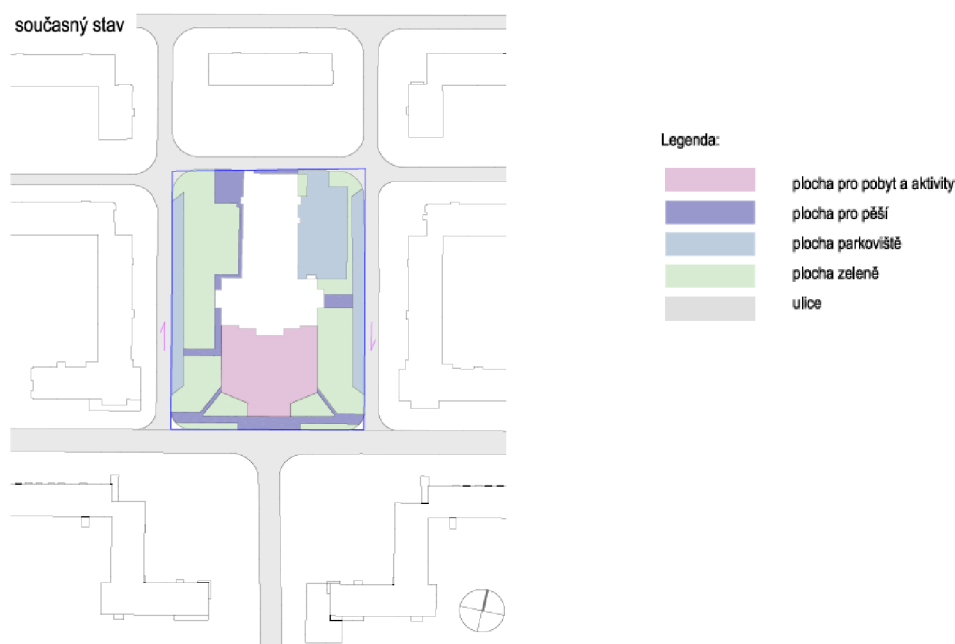 současný stav
Legenda:
plocha pro pobyt a aktivity
plocha pro pěší
plocha parkoviště
plocha zeleně
ulice